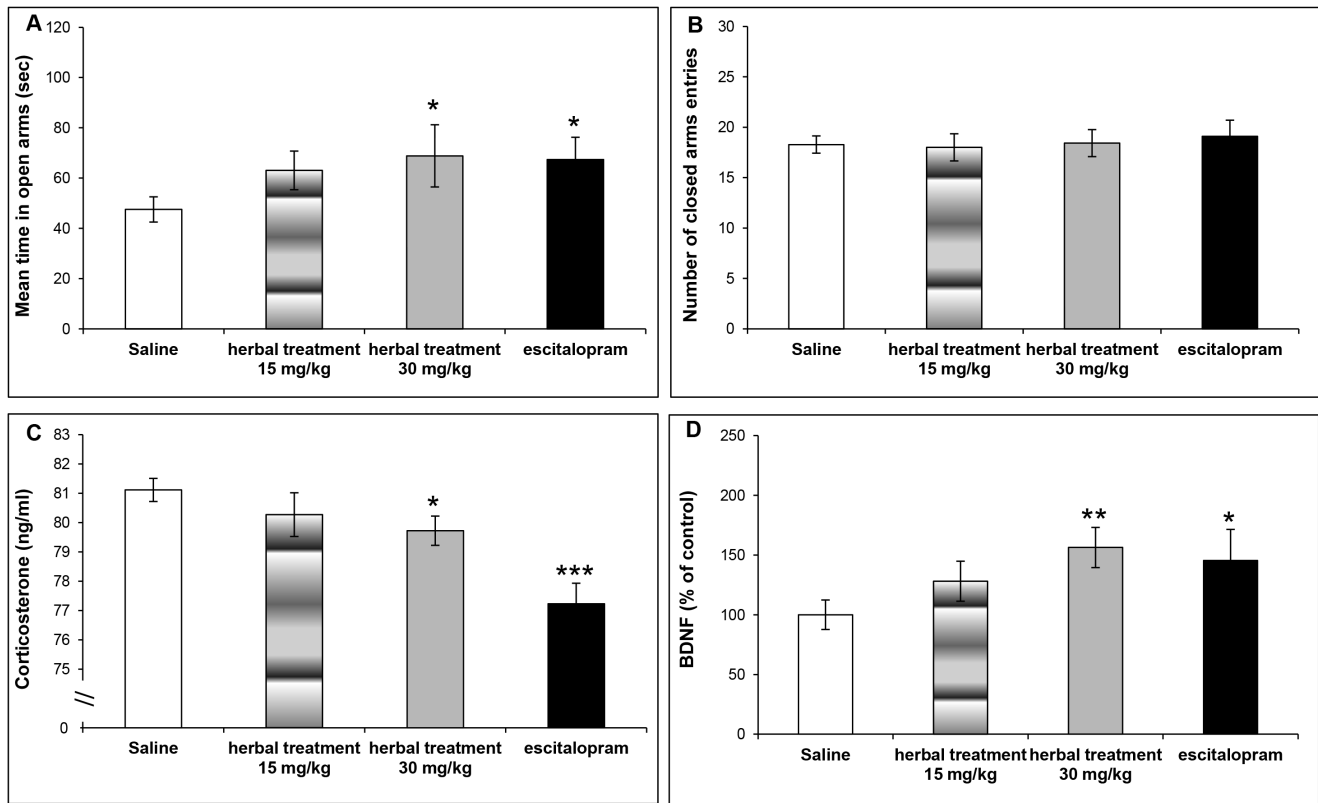 A
Mean time in open arms (sec)
120
100
80
60
40
20
0
*
*
Saline
herbal treatment
15 mg/kg
herbal treatment
30 mg/kg
escitalopram
B
Number of closed arms entries
30
25
20
15
10
5
0
Saline
herbal treatment
15 mg/kg
herbal treatment
30 mg/kg
escitalopram
C
Corticosterone (ng/ml)
83
82
81
80
79
78
77
76
75
//
0
*
***
Saline
herbal treatment
15 mg/kg
herbal treatment
30 mg/kg
escitalopram
D
BDNF (% of control)
250
200
150
100
50
0
**
*
Saline
herbal treatment
15 mg/kg
herbal treatment
30 mg/kg
escitalopram